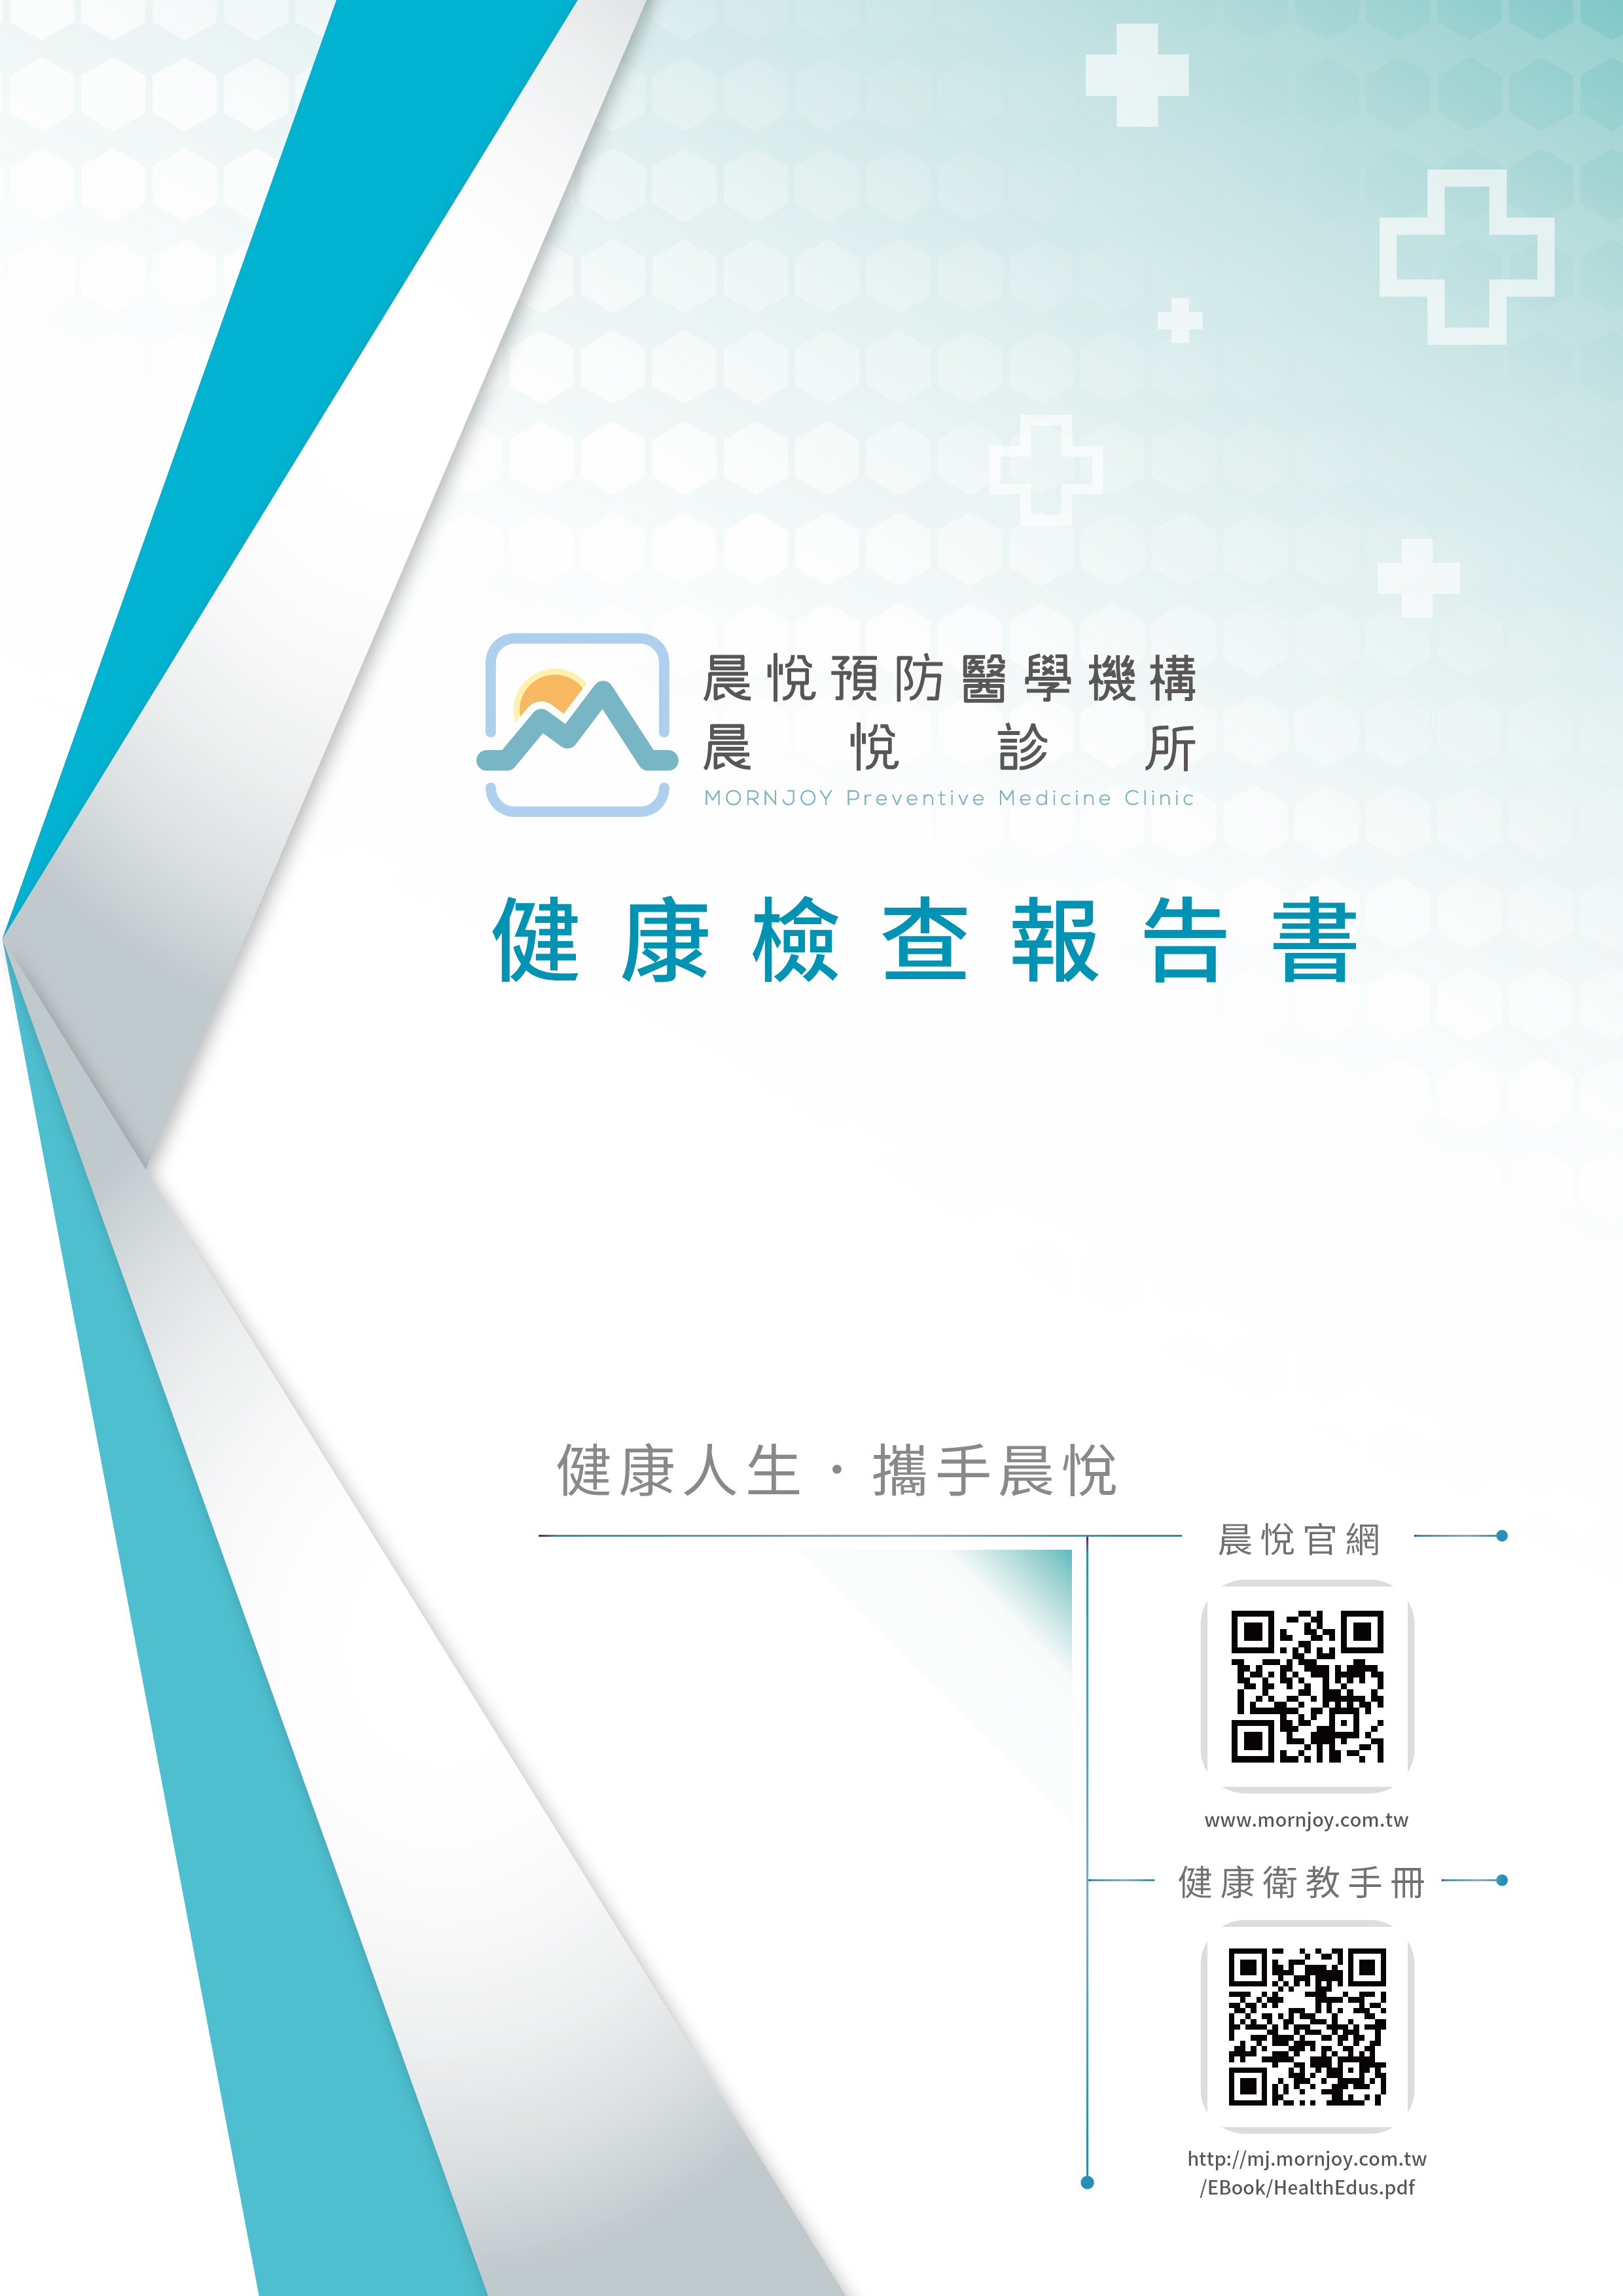 晨悅預防醫學機構
晨悅診所
MORNJOY Preventive Medicine Clinic
健康檢查報告書
健康人生・攜手晨悅
晨悅官網
www.mornjoy.com.tw
健康衛教手冊
http://mj.mornjoy.com.tw
/EBook/HealthEdus.pdf